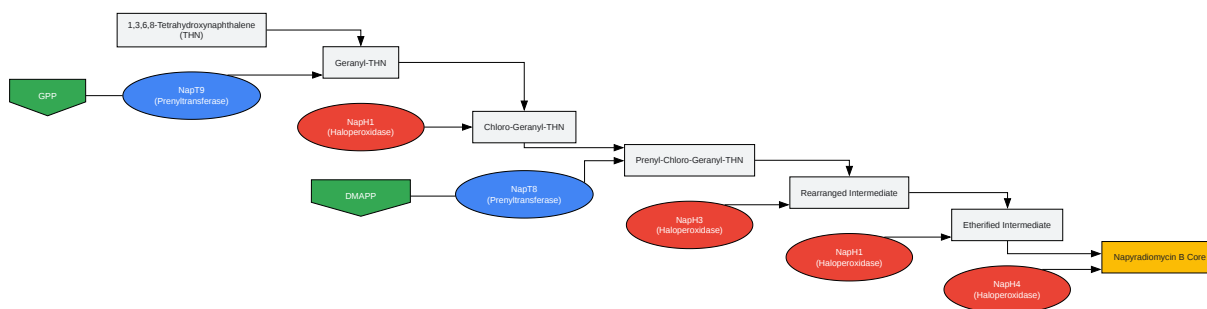 1,3,6,8-Tetrahydroxynaphthalene
(THN)
Geranyl-THN
GPP
NapT9
(Prenyltransferase)
NapH1
(Haloperoxidase)
Chloro-Geranyl-THN
Prenyl-Chloro-Geranyl-THN
DMAPP
NapT8
(Prenyltransferase)
Rearranged Intermediate
NapH3
(Haloperoxidase)
Etherified Intermediate
NapH1
(Haloperoxidase)
Napyradiomycin B Core
NapH4
(Haloperoxidase)